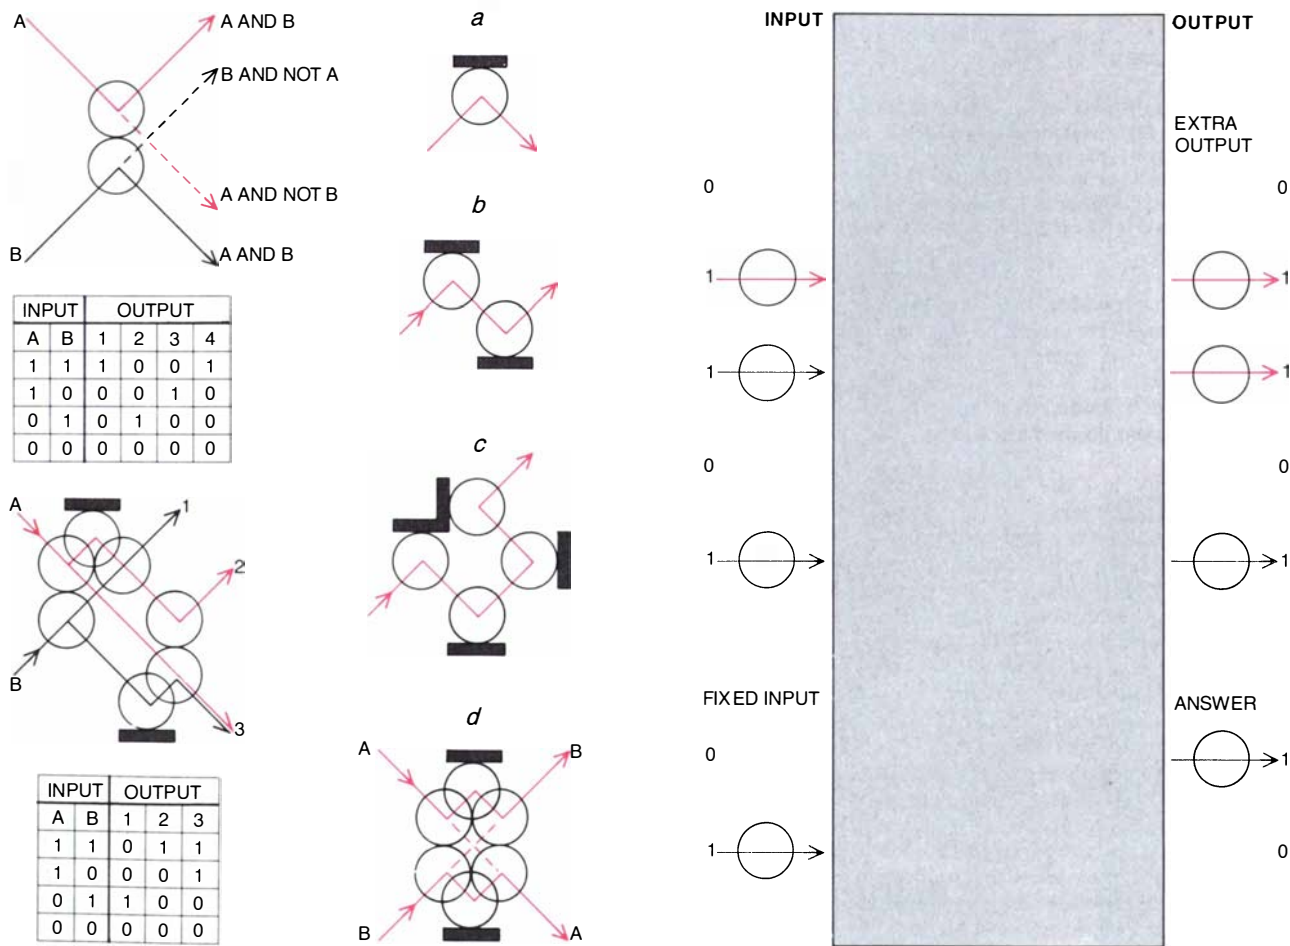 A
A AND B
B AND NOT A
A AND NOT B
B
A AND B
INPUT OUTPUT
A B 1 2 3 4
1 1 1 0 0 1
1 0 0 0 1 0
0 1 0 1 0 0
0 0 0 0 0 0
A
1
2
B
3
INPUT OUTPUT
A B 1 2 3
1 1 0 1 1
1 0 0 0 1
0 1 1 0 0
0 0 0 0 0
a
b
c
d
A
B
B
A
INPUT
OUTPUT
EXTRA
OUTPUT
0
0
1
1
1
1
0
0
1
1
FIXED INPUT
ANSWER
0
1
1
0